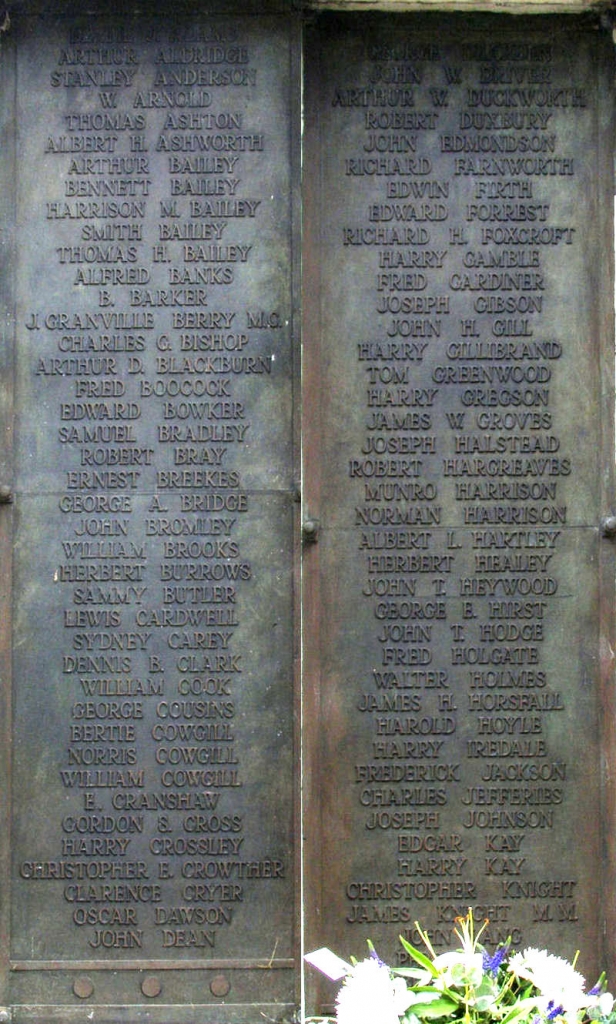 ARTHUR ALDRIDGE
STANLEY ANDERSON
W. ARNOLD
THOMAS ASHTON
ALBERT H. ASHWORTH
ARTHUR BAILEY
BENNETT BAILEY
HARRISON M. BAILEY
SMITH BAILEY
THOMAS H. BAILEY
ALFRED BANKS
B. BARKER
J. GRANVILLE BERRY M.C.
CHARLES G. BISHOP
ARTHUR D. BLACKBURN
FRED BOOCOCK
EDWARD BOWKER
SAMUEL BRADLEY
ROBERT BRAY
ERNEST BREEKES
GEORGE A. BRIDGE
JOHN BROMLEY
WILLIAM BROOKS
HERBERT BURROWS
SAMMY BUTLER
LEWIS CARDWELL
SYDNEY CAREY
DENNIS B. CLARK
WILLIAM COOK
GEORGE COUSINS
BERTIE COWGILL
NORRIS COWGILL
WILLIAM COWGILL
E. CRANSHAW
GORDON S. CROSS
HARRY CROSSLEY
CHRISTOPHER E. CROWTHER
CLARENCE CRYER
OSCAR DAWSON
JOHN DEAN
GEORGE
JOHN W. DRIVER
ARTHUR W. DUCKWORTH
ROBERT DUXBURY
JOHN EDMONDSON
RICHARD FARNWORTH
EDWIN FIRTH
EDWARD FORREST
RICHARD H. FOXCROFT
HARRY GAMBLE
FRED GARDINER
JOSEPH GIBSON
JOHN H. GILL
HARRY GILLIBRAND
TOM GREENWOOD
HARRY GREGSON
JAMES W. GROVES
JOSEPH HALSTEAD
ROBERT HARGREAVES
MUNRO HARRISON
NORMAN HARRISON
ALBERT L. HARTLEY
HERBERT HEALEY
JOHN T. HEYWOOD
GEORGE E. HIRST
JOHN T. HODGE
FRED HOLGATE
WALTER HOLMES
JAMES H. HORSFALL
HAROLD HOYLE
HARRY IREDALE
FREDERICK JACKSON
CHARLES JEFFERIES
JOSEPH JOHNSON
EDGAR KAY
HARRY KAY
CHRISTOPHER KNIGHT
JAMES KNIGHT M.M.
JOHN